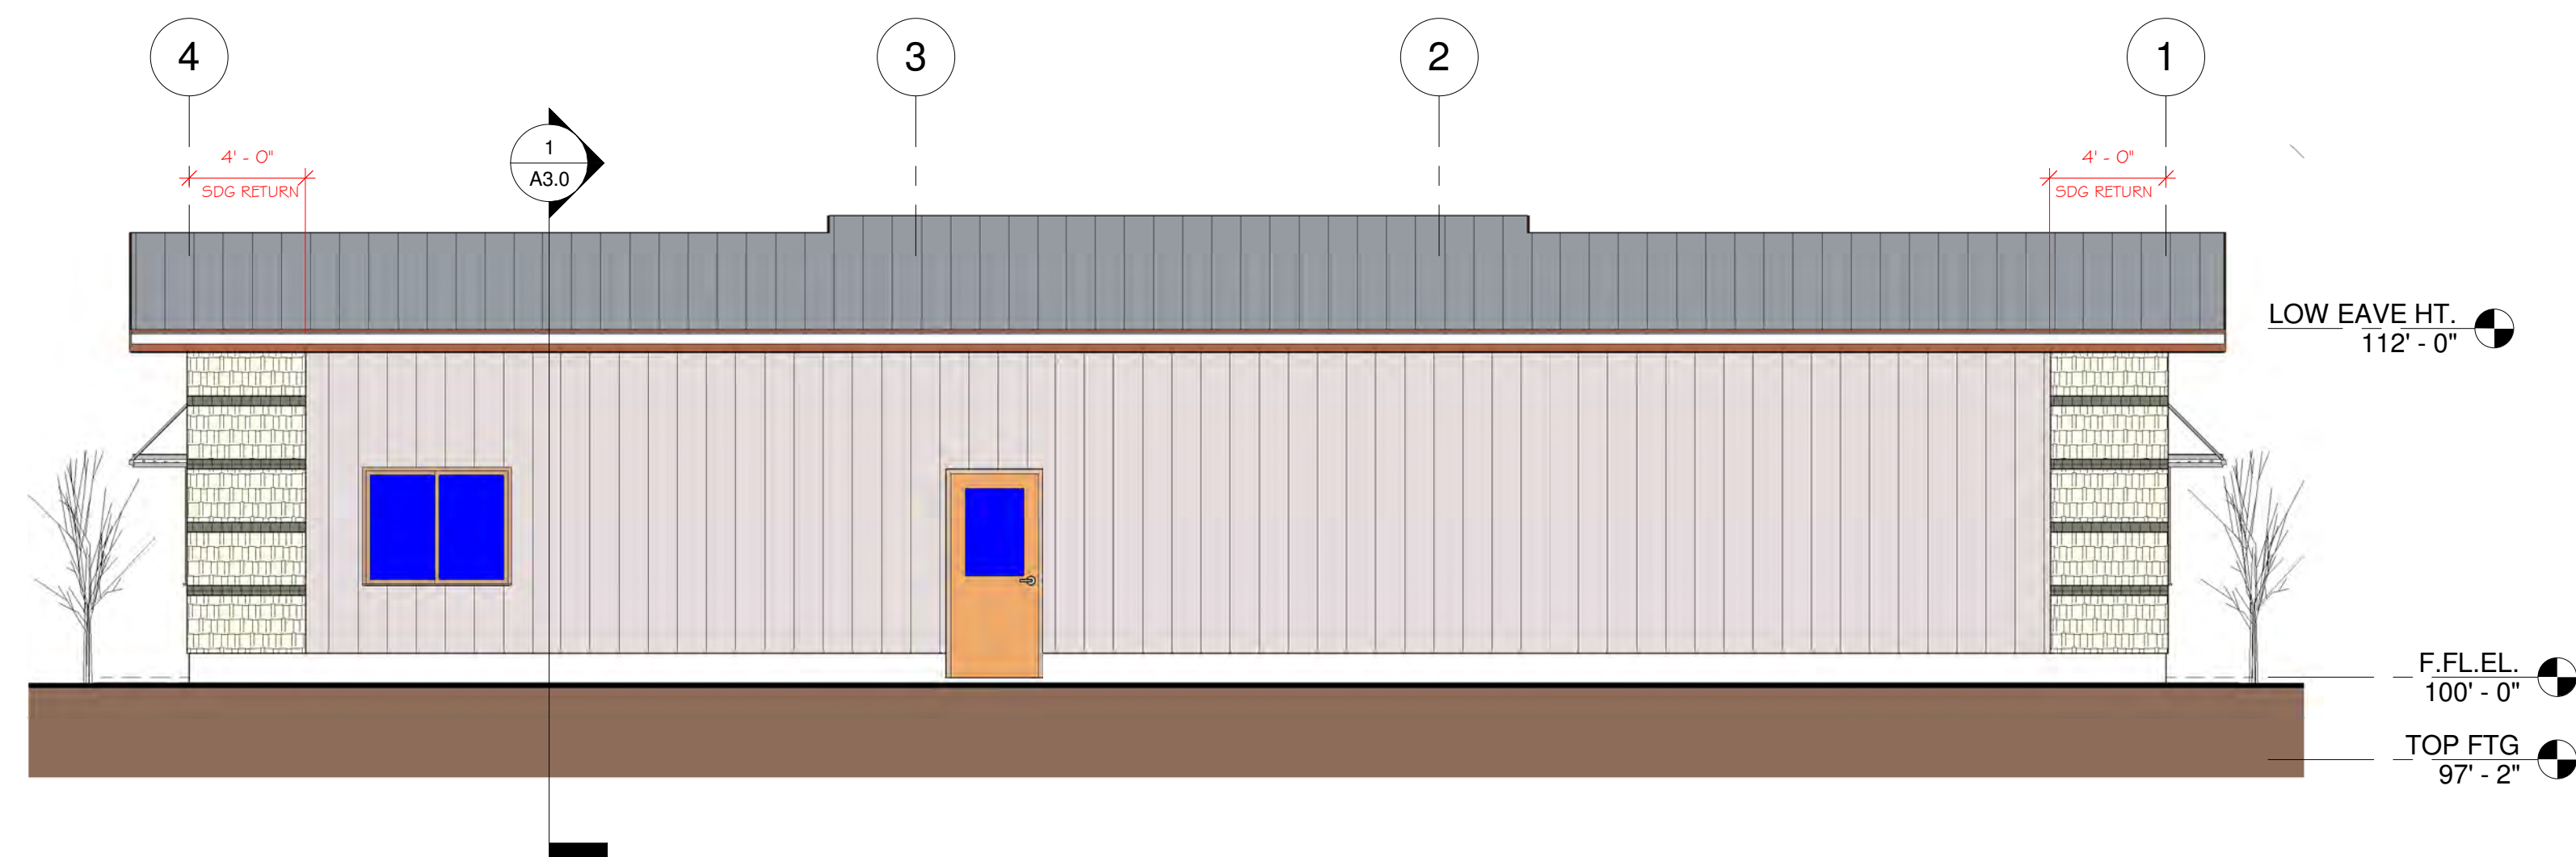 4
3
2
1
4' - 0"
SDG RETURN
1
A3.0
4' - 0"
SDG RETURN
LOW EAVE HT.
112' - 0"
F.FL.EL.
100' - 0"
TOP FTG
97' - 2"